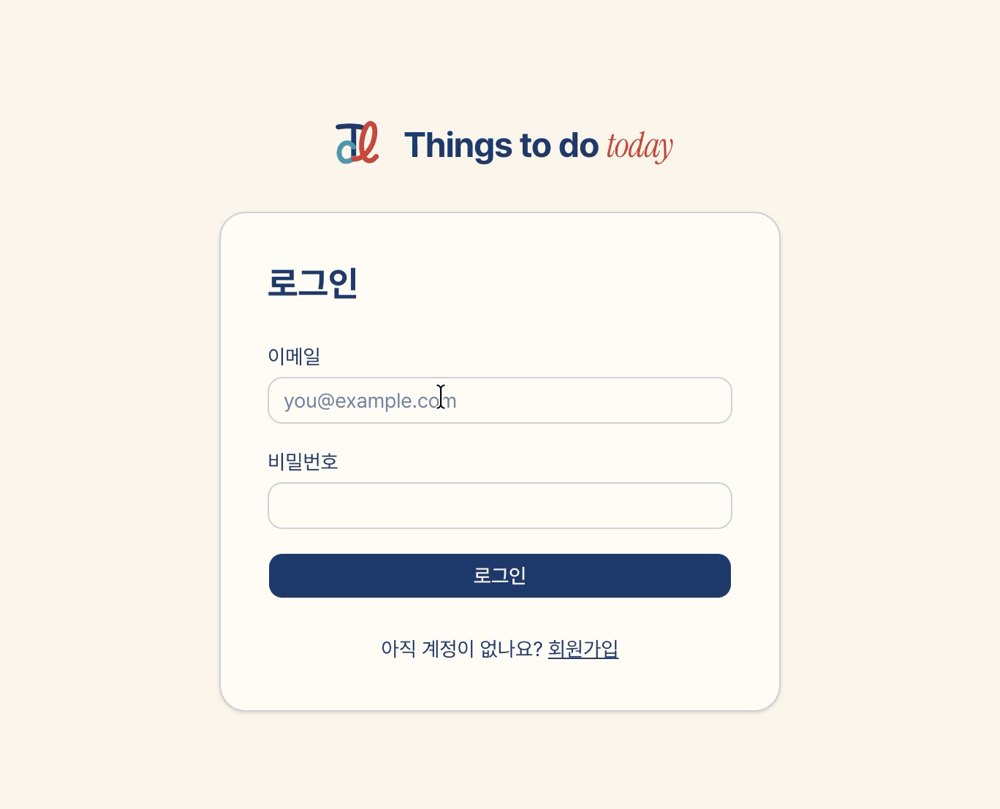 Things to do today
로그인
이메일
you@example.com
비밀번호
로그인
아직 계정이 없나요? 회원가입